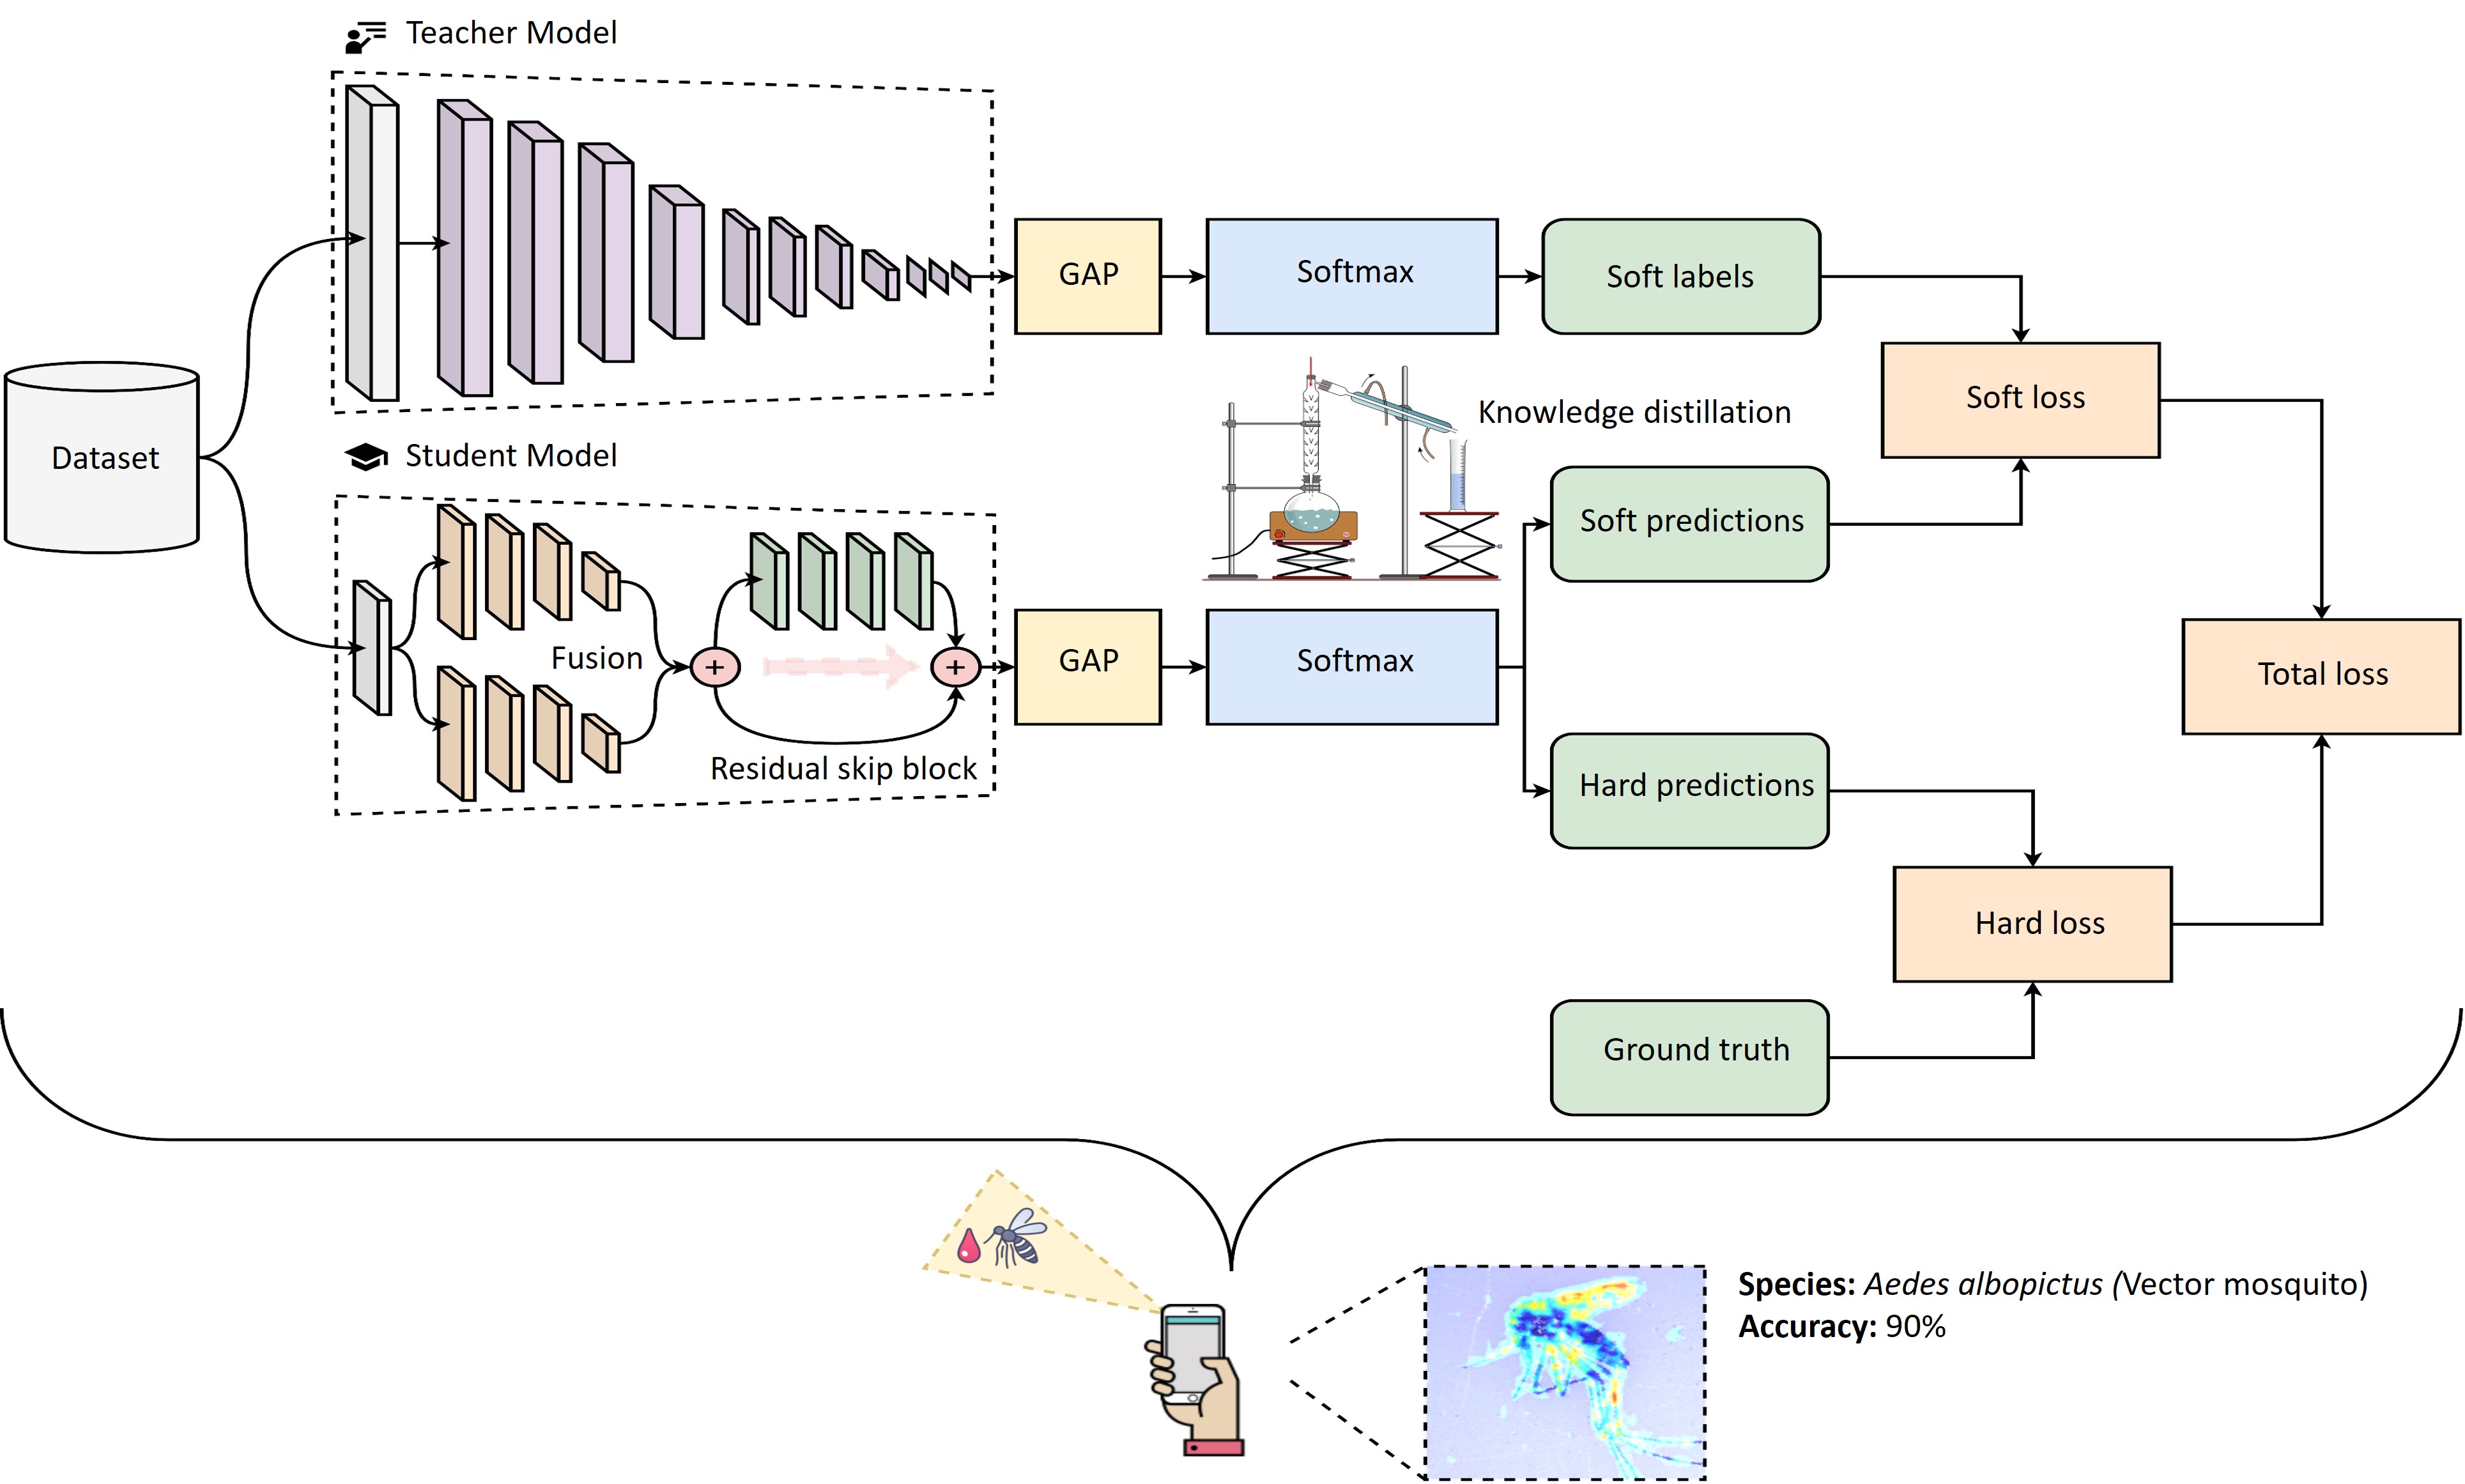 Teacher Model
GAP
Softmax
Soft labels
Soft loss
Knowledge distillation
Dataset
Student Model
Soft predictions
Fusion
+
+
GAP
Softmax
Total loss
Residual skip block
Hard predictions
Hard loss
Ground truth
Species: Aedes albopictus (Vector mosquito)
Accuracy: 90%